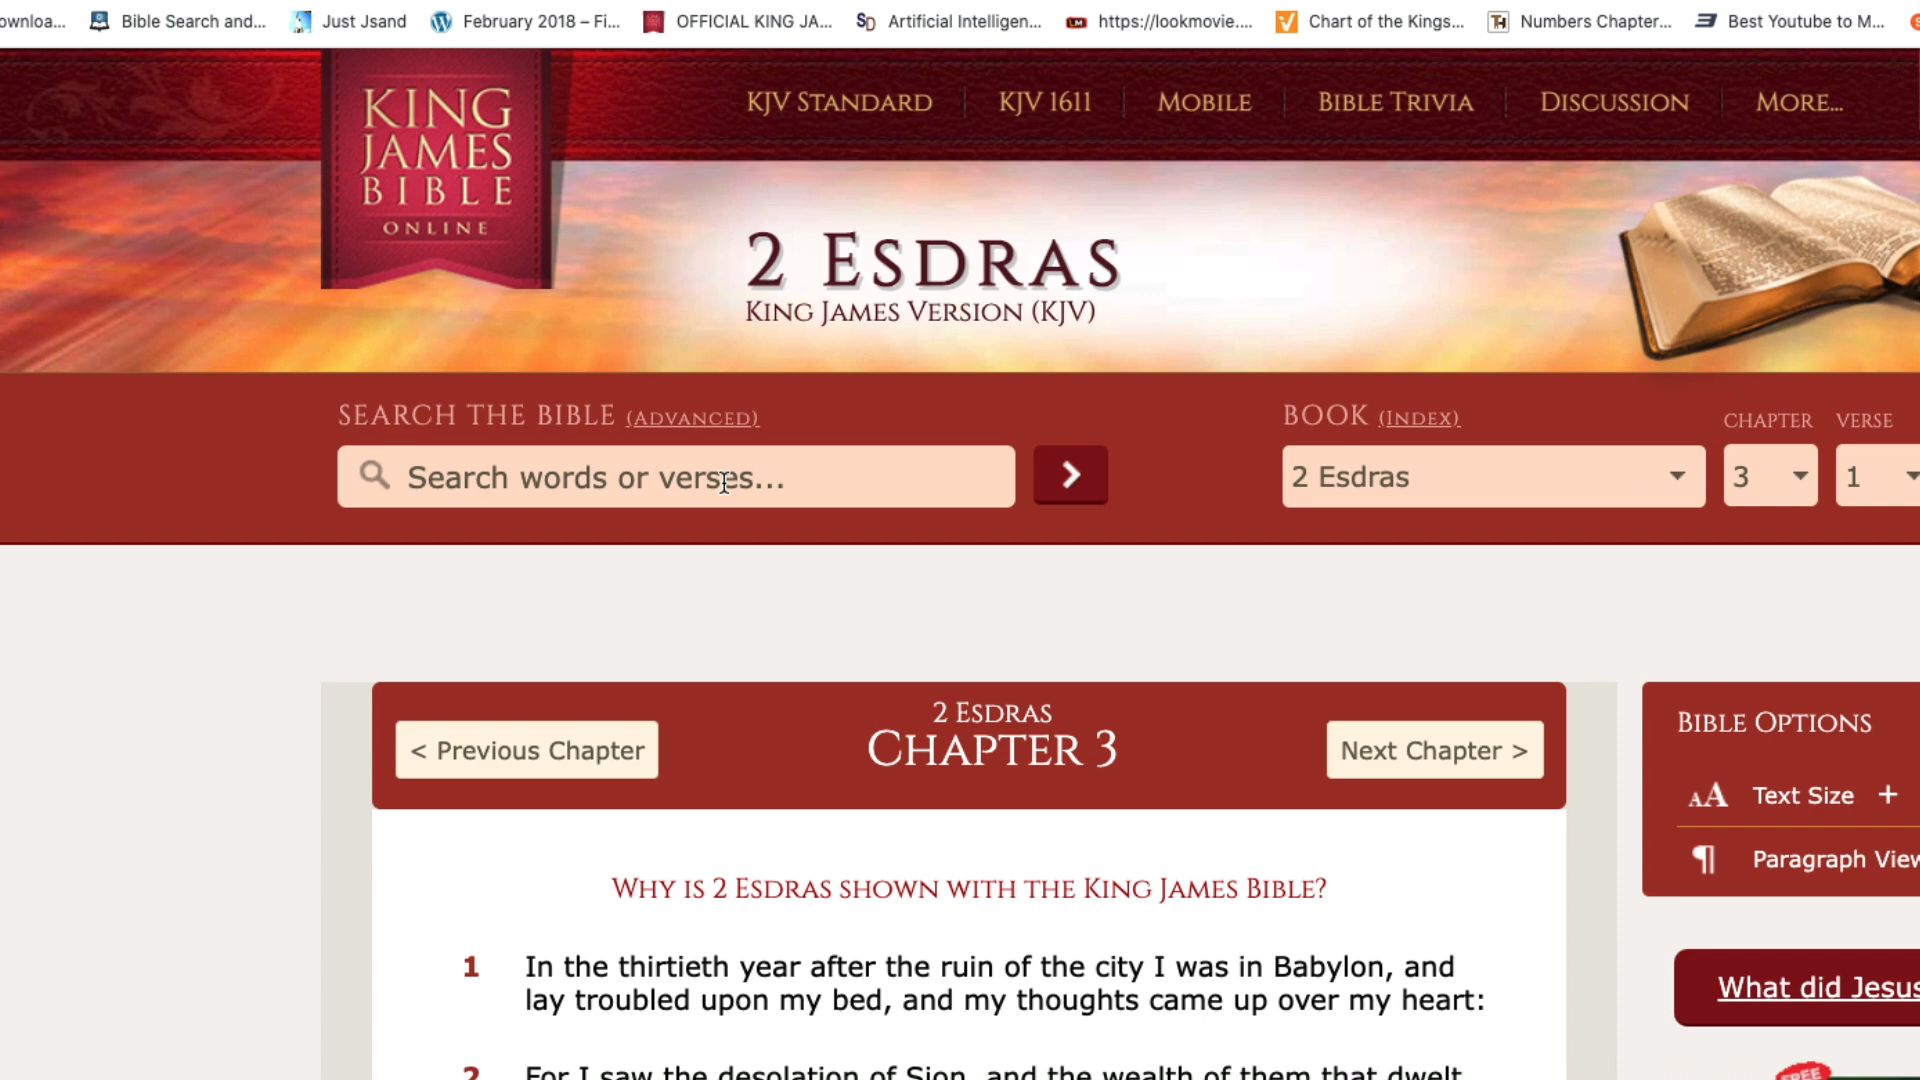 ownloa... Bible Search and... Just Jsand February 2018 – Fi... OFFICIAL KING JA... Artificial Intelligen... https://lookmovie.... Chart of the Kings... Numbers Chapter... Best Youtube to M...
KING
JAMES
BIBLE
ONLINE
KJV STANDARD KJV 1611 MOBILE BIBLE TRIVIA DISCUSSION MORE...
2 ESDRAS
KING JAMES VERSION (KJV)
SEARCH THE BIBLE (ADVANCED)
Search words or verses...
BOOK (INDEX) CHAPTER VERSE
2 Esdras 3 1
< Previous Chapter
2 ESDRAS
CHAPTER 3
Next Chapter >
BIBLE OPTIONS
AA Text Size +
¶ Paragraph View
What did Jesus
FREE
WHY IS 2 ESDRAS SHOWN WITH THE KING JAMES BIBLE?
1 In the thirtieth year after the ruin of the city I was in Babylon, and
lay troubled upon my bed, and my thoughts came up over my heart:
2 For I saw the desolation of Sion, and the wealth of them that dwelt